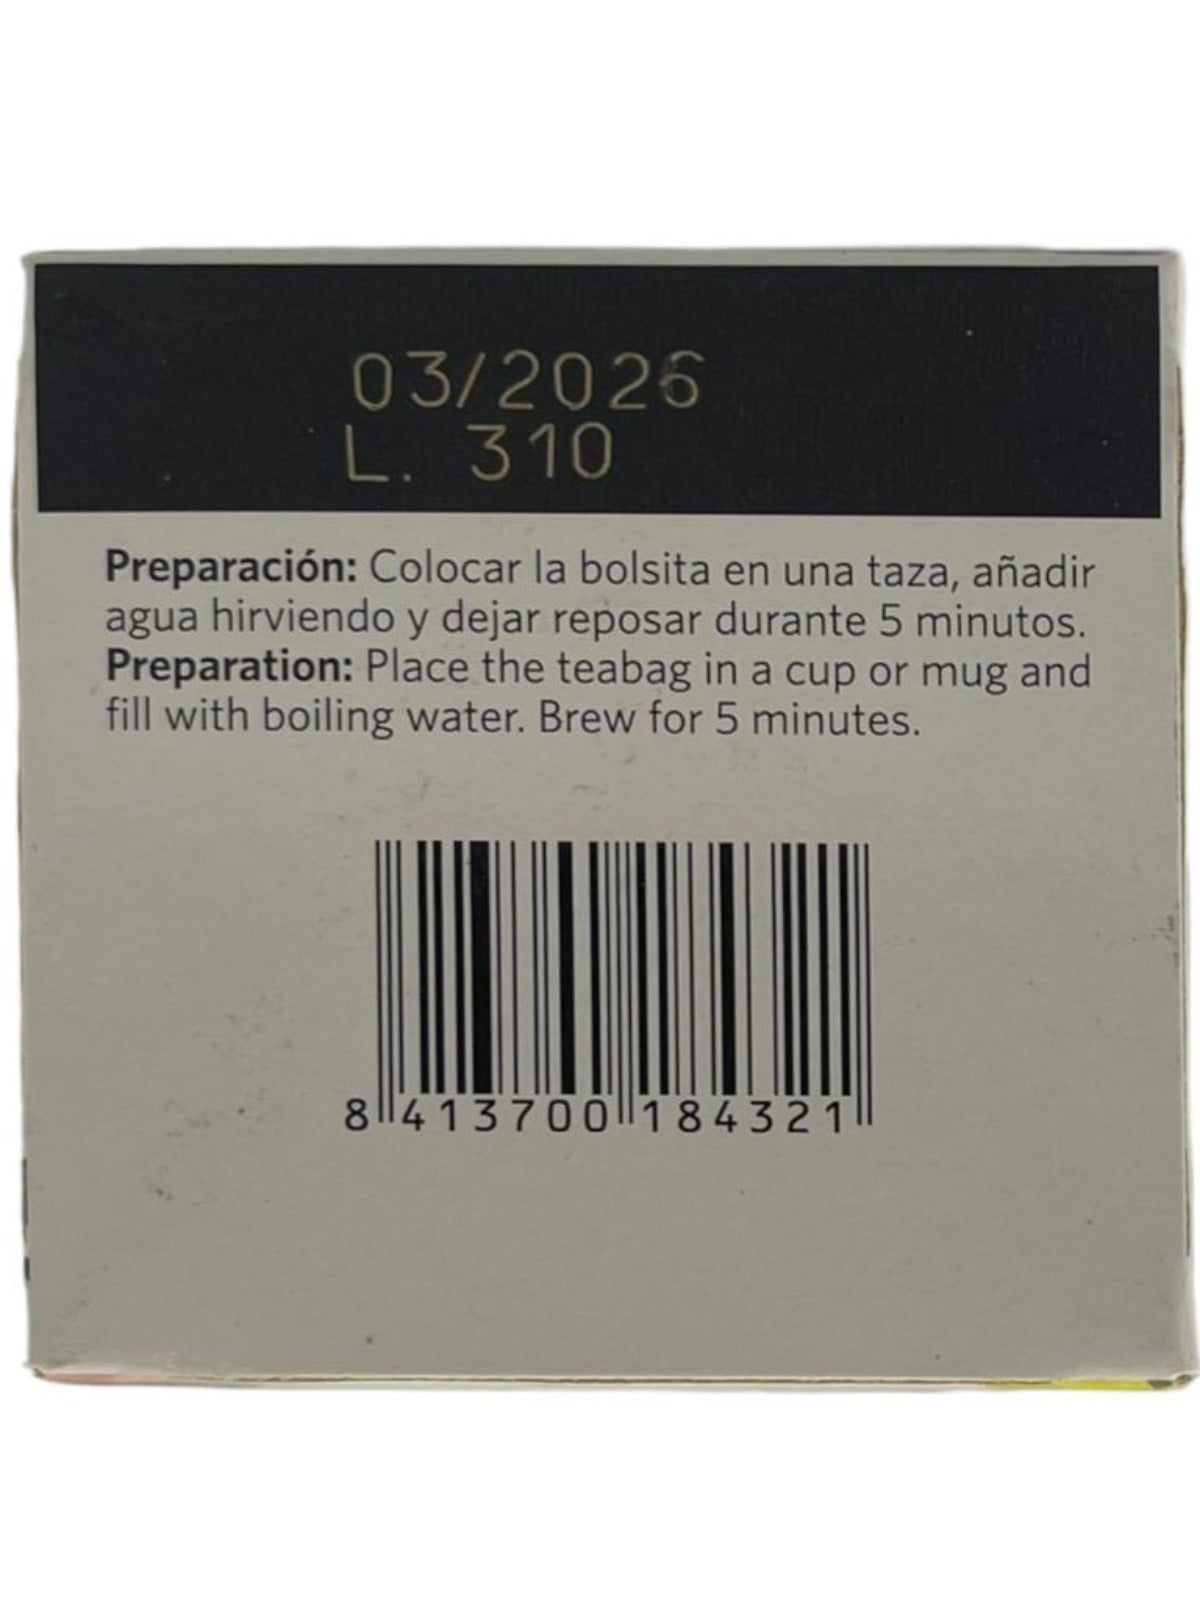 03/2026
L. 310
Preparación: Colocar la bolsita en una taza, añadir
agua hirviendo y dejar reposar durante 5 minutos.
Preparation: Place the teabag in a cup or mug and
fill with boiling water. Brew for 5 minutes.
8 413700 184321